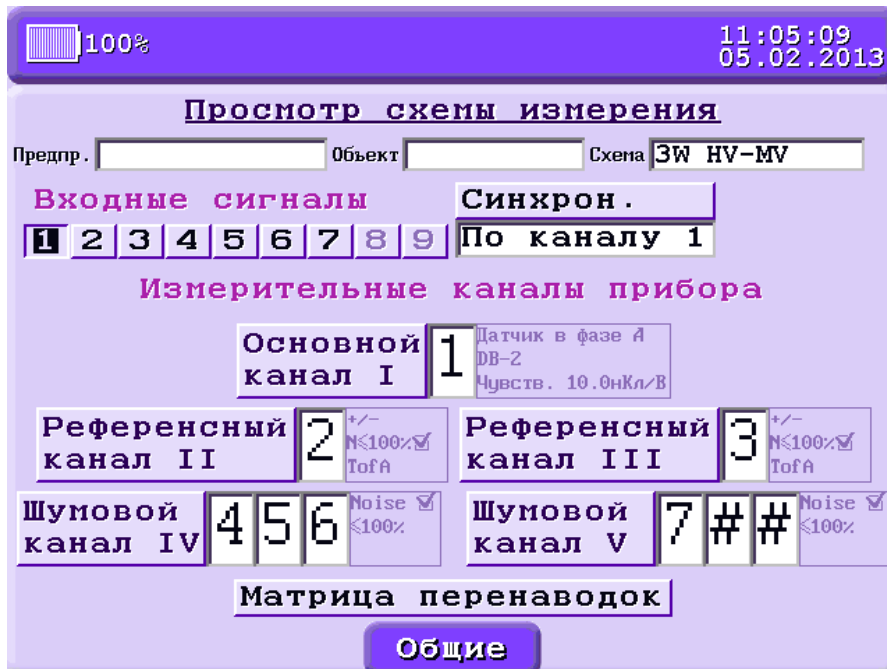 100% 11:05:09
05.02.2013
Просмотр схемы измерения
Предпр. Объект Схема 3W HV-MV
Входные сигналы Синхрон.
1 2 3 4 5 6 7 8 9 По каналу 1
Измерительные каналы прибора
Основной канал I 1
Датчик в фазе А
DB-2
Чувств. 10.0нКл/В
Референсный канал II 2
+/-
N≤100%
TofA
Референсный канал III 3
+/-
N≤100%
TofA
Шумовой канал IV 4 5 6
Noise
≤100%
Шумовой канал V 7 # #
Noise
≤100%
Матрица перенаводок
Общие